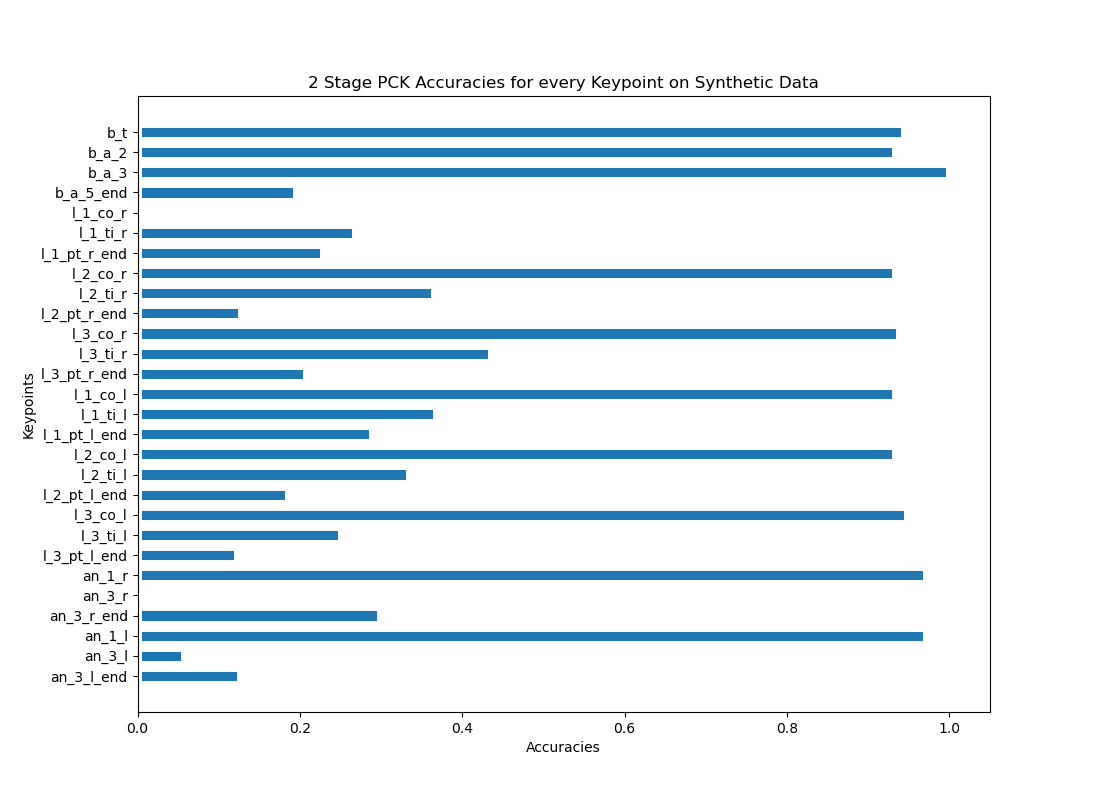 2 Stage PCK Accuracies for every Keypoint on Synthetic Data
b_t
b_a_2
b_a_3
b_a_5_end
l_1_co_r
l_1_ti_r
l_1_pt_r_end
l_2_co_r
l_2_ti_r
l_2_pt_r_end
l_3_co_r
l_3_ti_r
l_3_pt_r_end
l_1_co_l
l_1_ti_l
l_1_pt_l_end
l_2_co_l
l_2_ti_l
l_2_pt_l_end
l_3_co_l
l_3_ti_l
l_3_pt_l_end
an_1_r
an_3_r
an_3_r_end
an_1_l
an_3_l
an_3_l_end
Keypoints
0.0 0.2 0.4 0.6 0.8 1.0
Accuracies